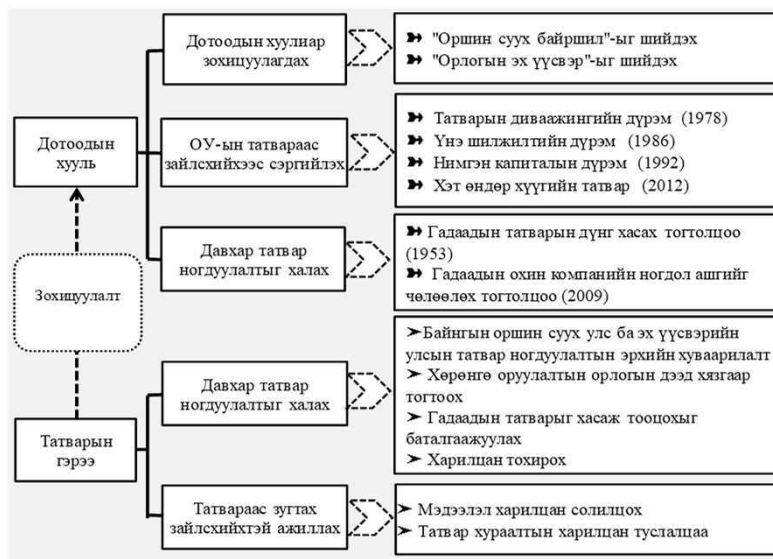 Дотоодын хуулиар
зохицуулагдах
➽ "Оршин суух байршил"-ыг шийдэх
➽ "Орлогын эх үүсвэр"-ыг шийдэх
Дотоодын
хууль
ОУ-ын татвараас
зайлсхийхээс сэргийлэх
➽ Татварын диваажингийн дүрэм (1978)
➽ Үнэ шилжилтийн дүрэм (1986)
➽ Нимгэн капиталын дүрэм (1992)
➽ Хэт өндөр хүүгийн татвар (2012)
Давхар татвар
ногдуулалтыг халах
➽ Гадаадын татварын дүнг хасах тогтолцоо
(1953)
➽ Гадаадын охин компанийн ногдол ашгийг
чөлөөлөх тогтолцоо (2009)
Зохицуулалт
Татварын
гэрээ
Давхар татвар
ногдуулалтыг халах
➤Байнгын оршин суух улс ба эх үүсвэрийн
улсын татвар ногдуулалтын эрхийн хуваарилалт
➤ Хөрөнгө оруулалтын орлогын дээд хязгаар
тогтоох
➤ Гадаадын татварыг хасаж тооцохыг
баталгаажуулах
➤ Харилцан тохирох
Татвараас зугтах
зайлсхийхтэй ажиллах
➤ Мэдээлэл харилцан солилцох
➤ Татвар хураалтын харилцан туслалцаа